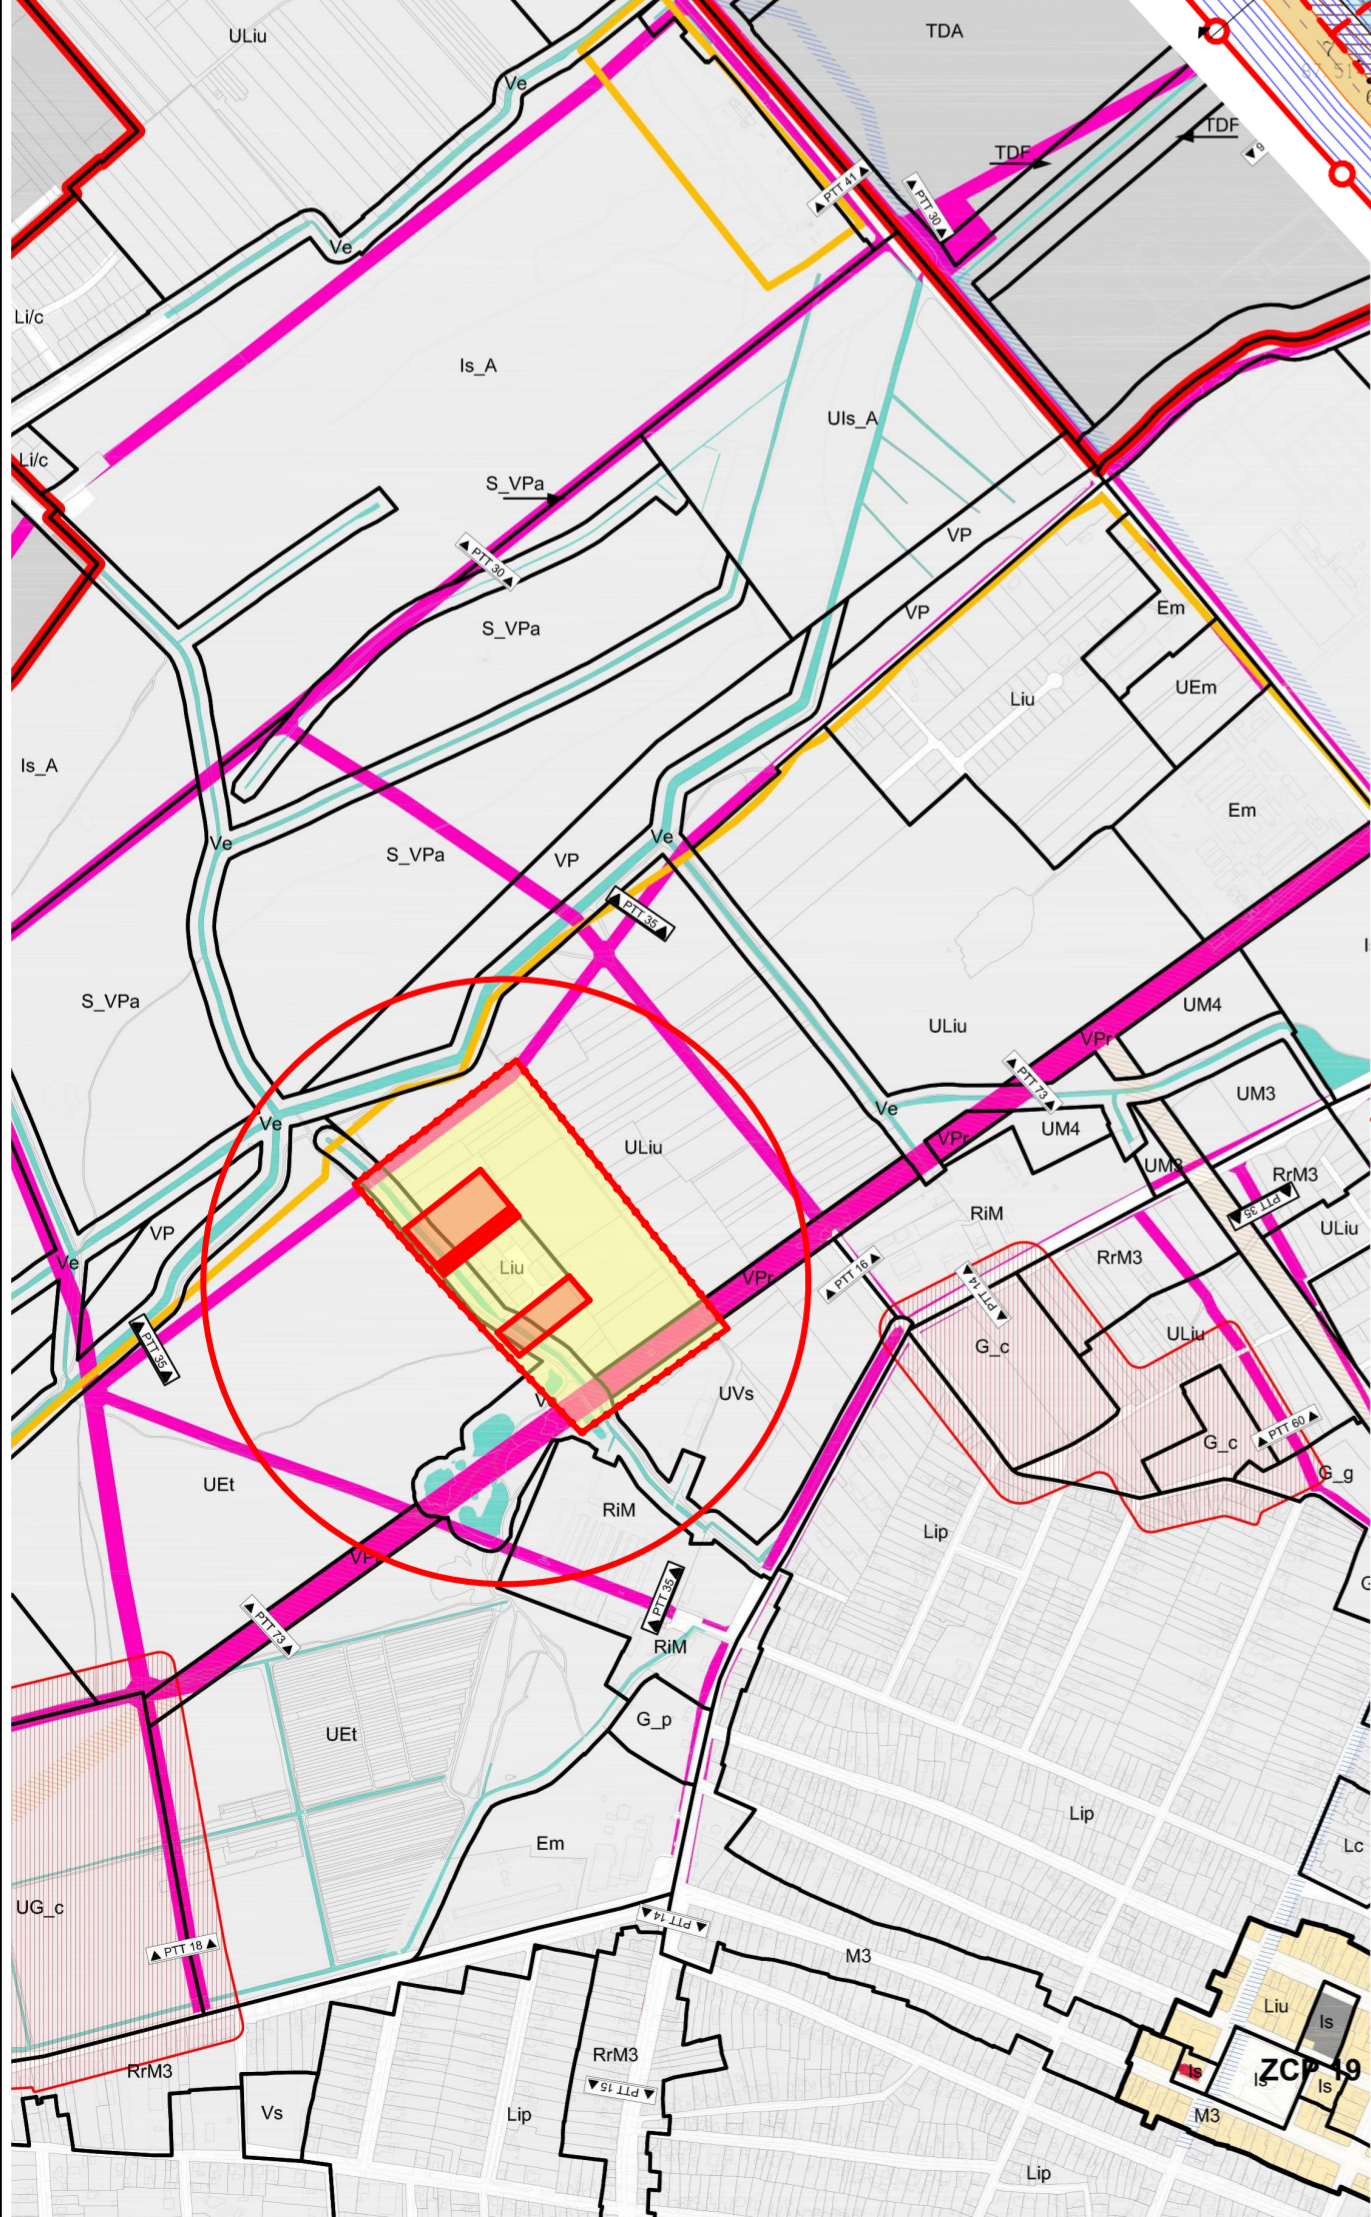 ULiu
TDA
Ve
TDF
TDF
PTT 41
PTT 30
Ve
Li/c
Is_A
UIs_A
Li/c
S_VPa
VP
PTT 30
VP
Em
S_VPa
UEm
Liu
Is_A
Em
Ve
Ve
S_VPa
VP
PTT 35
S_VPa
UM4
ULiu
VPr
PTT 73
UM3
Ve
Ve
UM4
VPr
ULiu
UM3
RrM3
PTT 35
RiM
ULiu
VP
Ve
RrM3
Liu
VPr
PTT 16
PTT 14
PTT 35
G_c
ULiu
UVs
PTT 60
G_c
G_g
UEt
RiM
Lip
PTT 35
PTT 73
RiM
G_p
UEt
Lip
Em
Lc
UG_c
PTT 14
PTT 18
M3
Liu
Is
RrM3
RrM3
Is
Is
ZCP 19
Is
PTT 15
Vs
Lip
M3
Lip